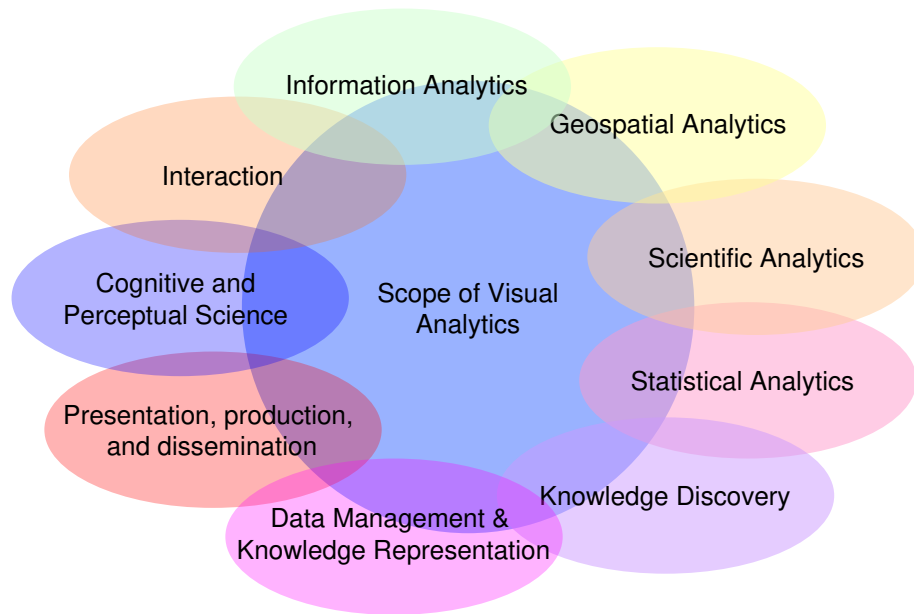 Information Analytics
Geospatial Analytics
Interaction
Scientific Analytics
Cognitive and
Perceptual Science
Scope of Visual
Analytics
Statistical Analytics
Presentation, production,
and dissemination
Knowledge Discovery
Data Management &
Knowledge Representation